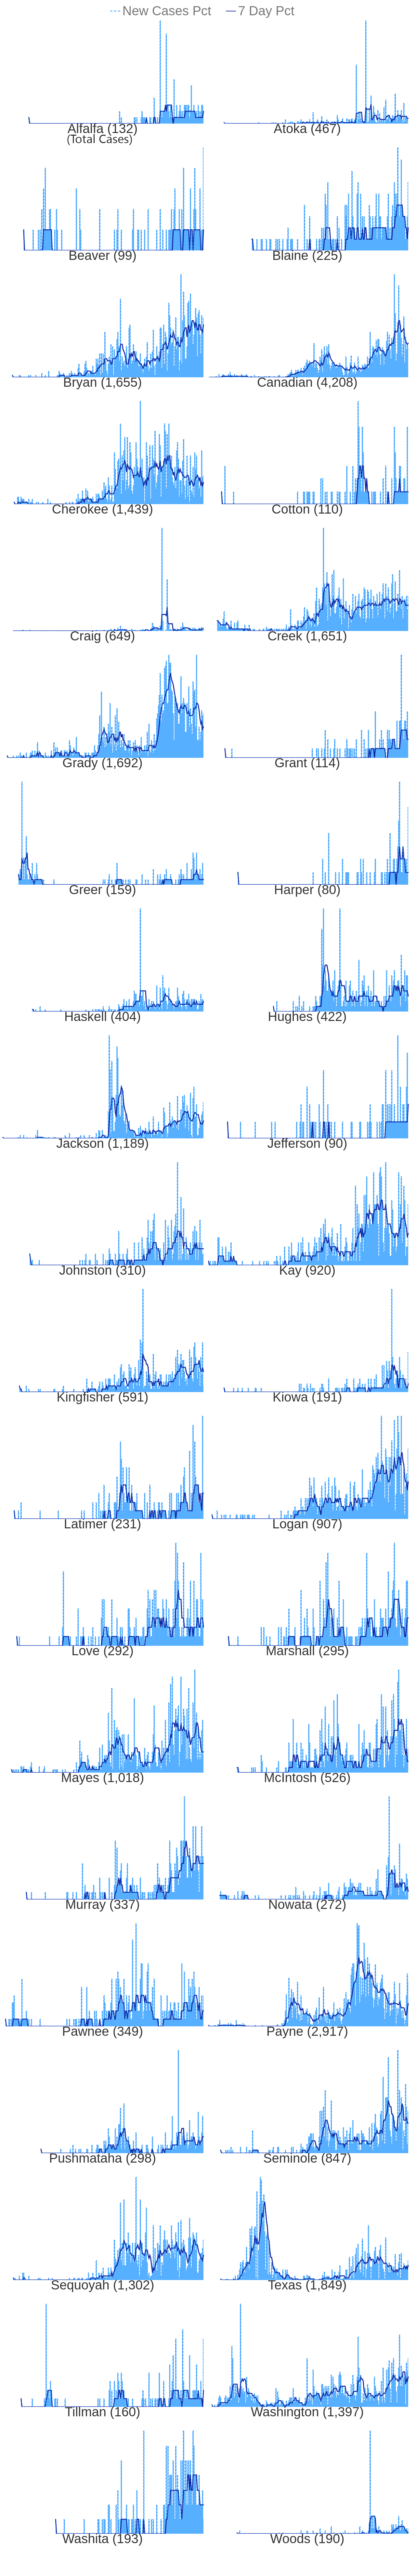 New Cases Pct 7 Day Pct
Alfalfa (132) Atoka (467)
(Total Cases)
Beaver (99) Blaine (225)
Bryan (1,655) Canadian (4,208)
Cherokee (1,439) Cotton (110)
Craig (649) Creek (1,651)
Grady (1,692) Grant (114)
Greer (159) Harper (80)
Haskell (404) Hughes (422)
Jackson (1,189) Jefferson (90)
Johnston (310) Kay (920)
Kingfisher (591) Kiowa (191)
Latimer (231) Logan (907)
Love (292) Marshall (295)
Mayes (1,018) McIntosh (526)
Murray (337) Nowata (272)
Pawnee (349) Payne (2,917)
Pushmataha (298) Seminole (847)
Sequoyah (1,302) Texas (1,849)
Tillman (160) Washington (1,397)
Washita (193) Woods (190)